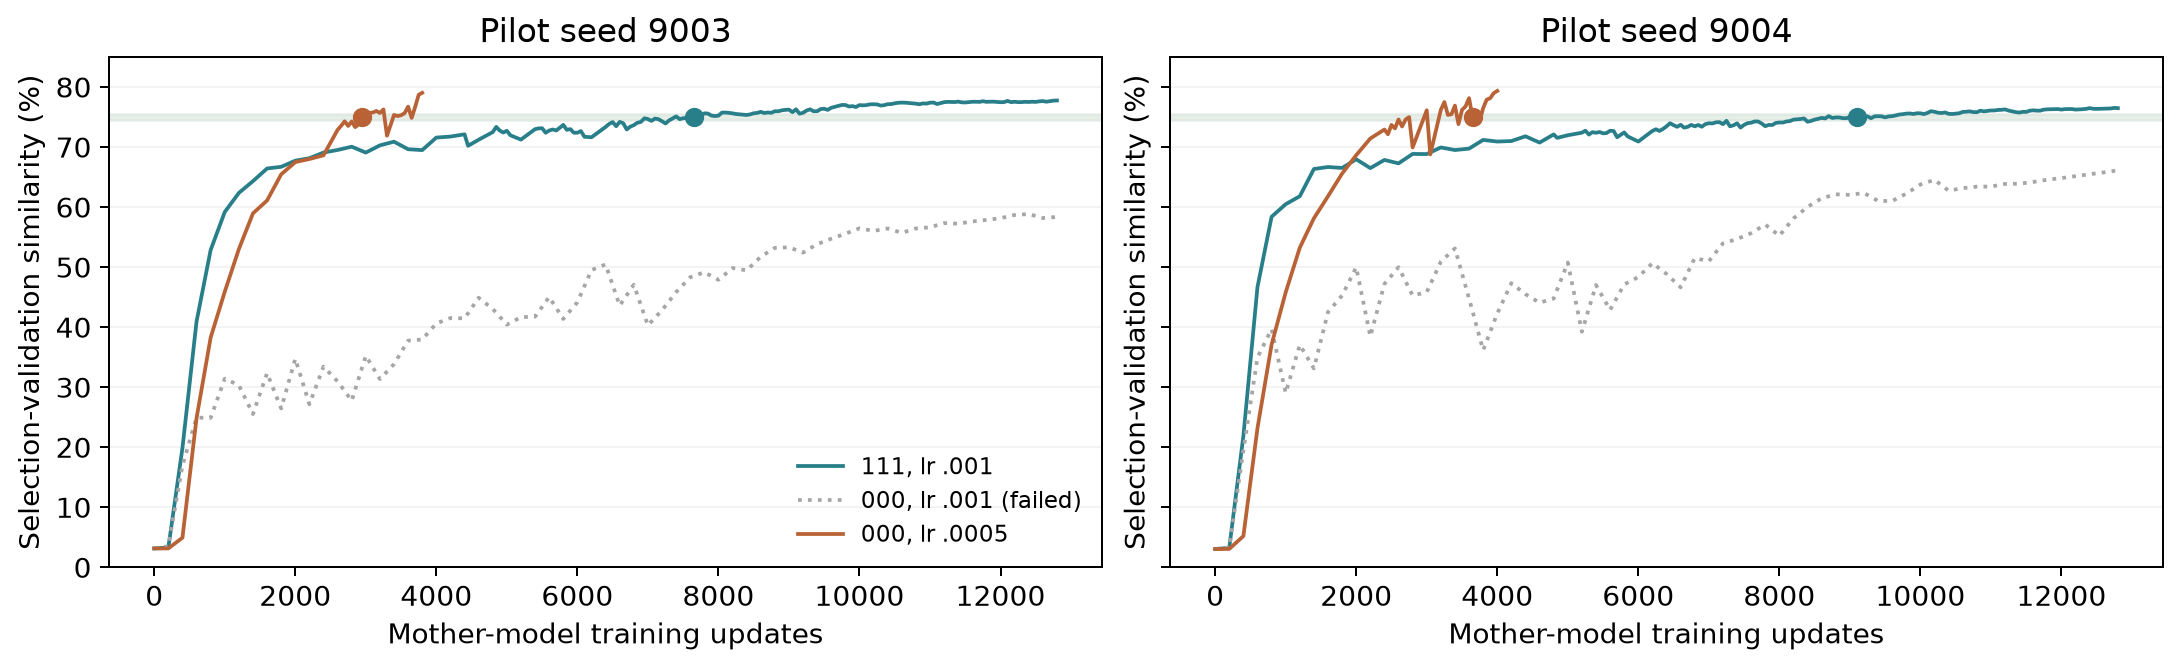 Pilot seed 9003
Selection-validation similarity (%)
80
70
60
50
40
30
20
10
0
111, lr .001
000, lr .001 (failed)
000, lr .0005
0 2000 4000 6000 8000 10000 12000
Mother-model training updates
Pilot seed 9004
Selection-validation similarity (%)
0 2000 4000 6000 8000 10000 12000
Mother-model training updates